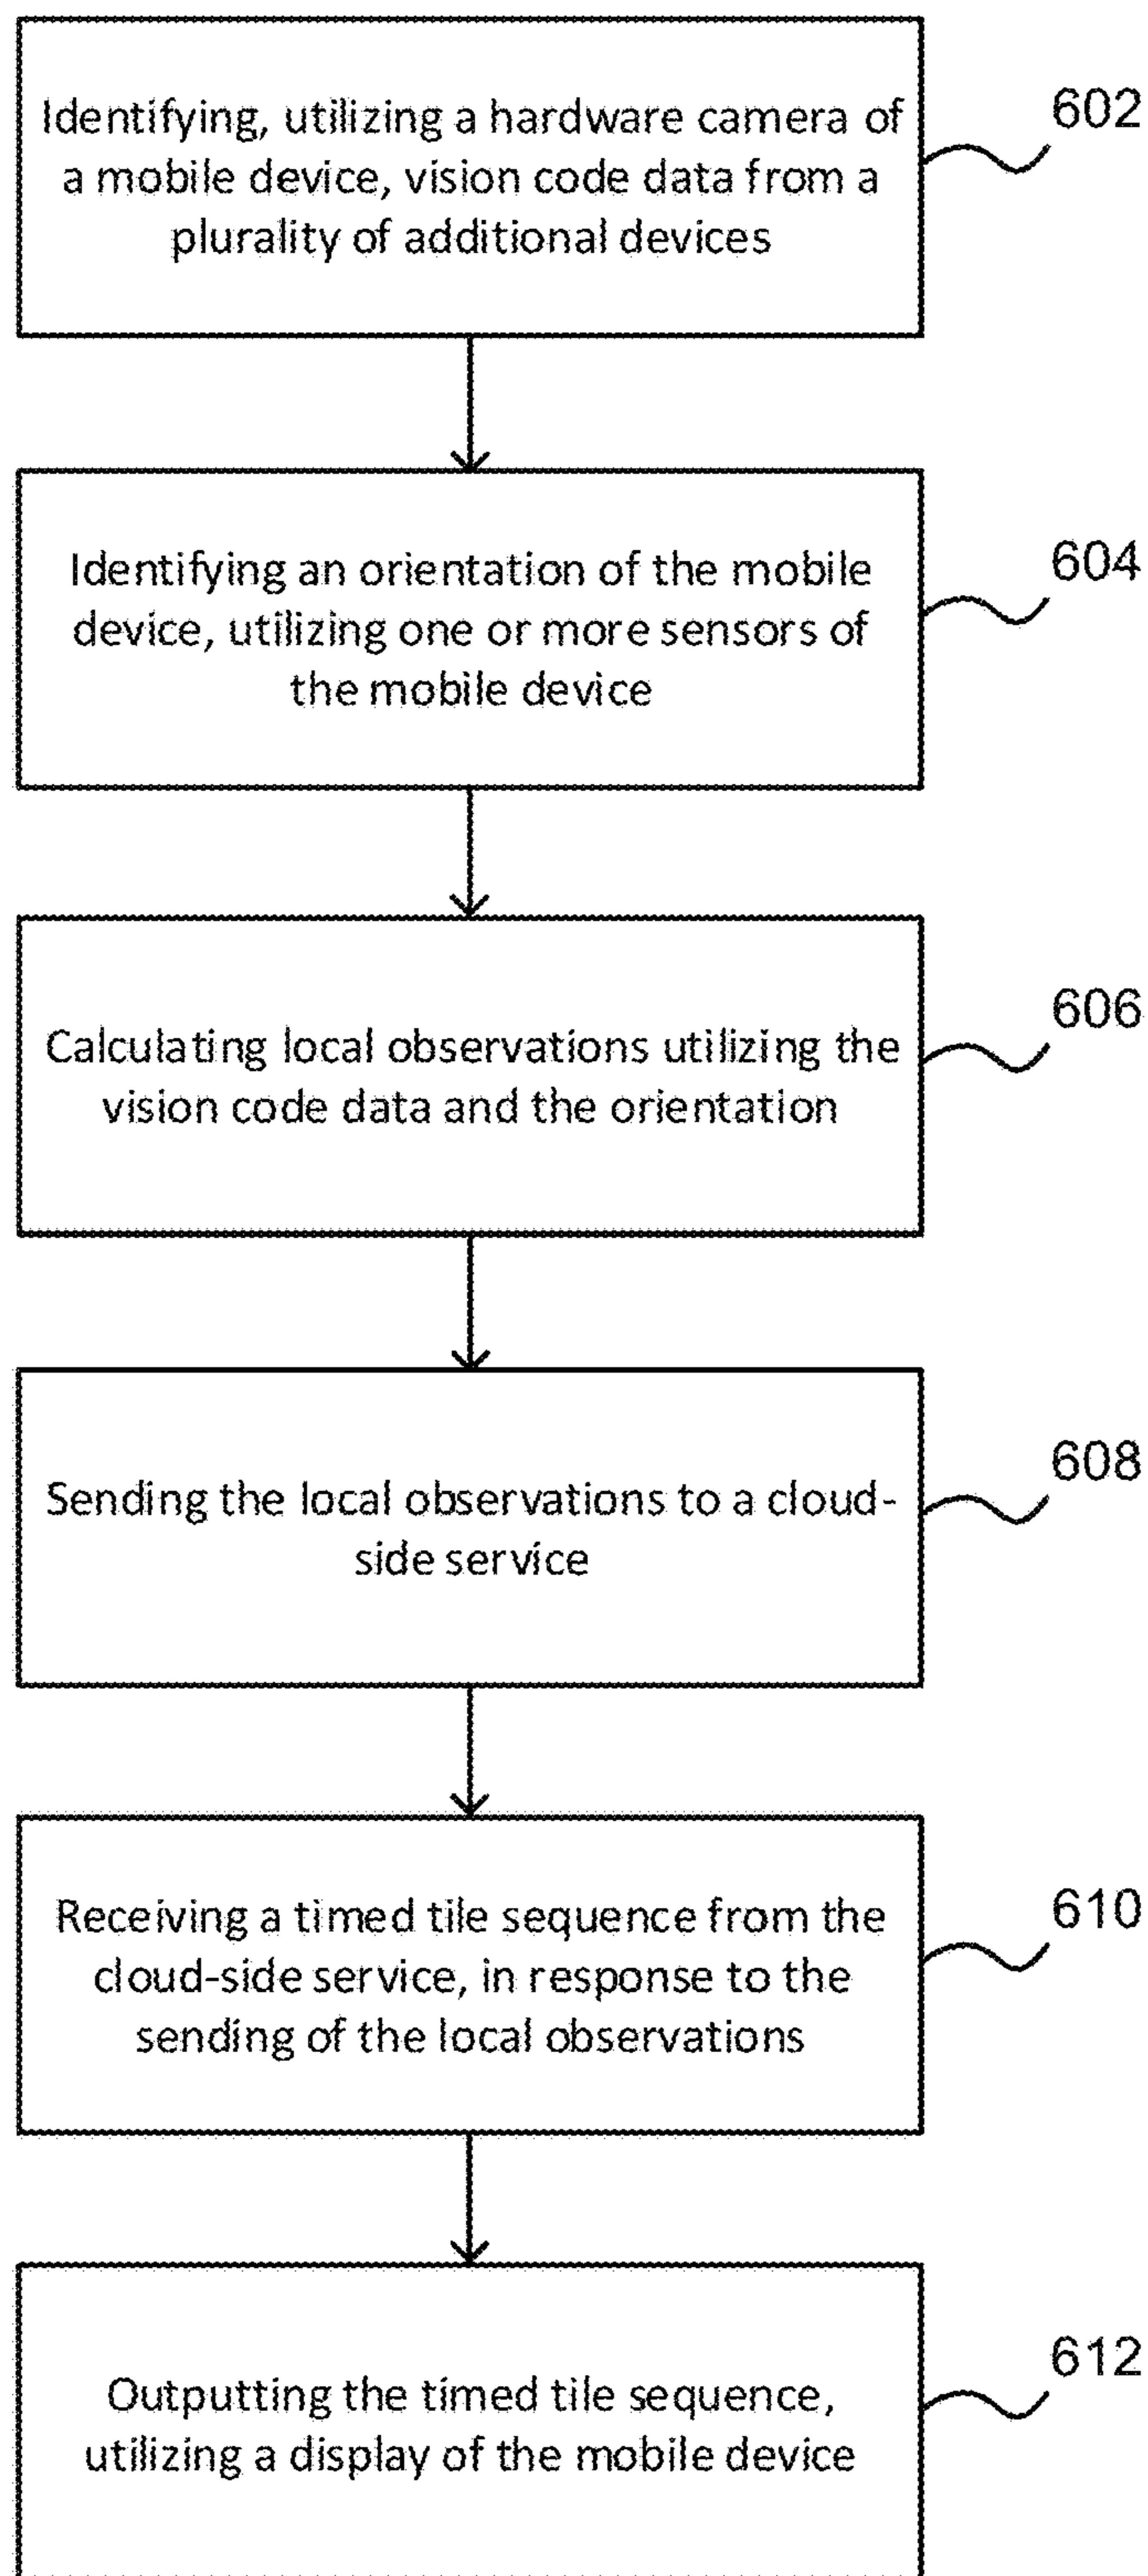 Identifying, utilizing a hardware camera of
a mobile device, vision code data from a
plurality of additional devices
602
Identifying an orientation of the mobile
device, utilizing one or more sensors of
the mobile device
604
Calculating local observations utilizing the
vision code data and the orientation
606
Sending the local observations to a cloud-
side service
608
Receiving a timed tile sequence from the
cloud-side service, in response to the
sending of the local observations
610
Outputting the timed tile sequence,
utilizing a display of the mobile device
612